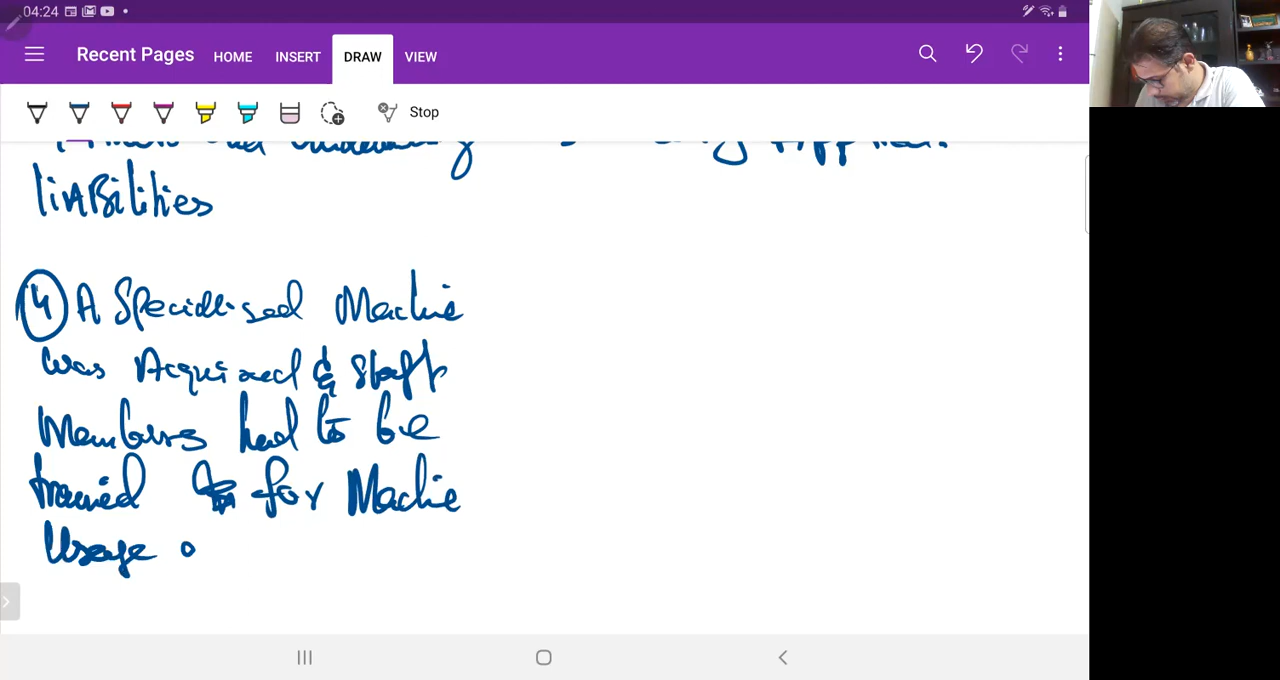 04:24
Recent Pages HOME INSERT DRAW VIEW
Stop
liABilities
④ A Specialised Machine
was Acquired & Staff
Members had to be
trained for Machine
Usage o